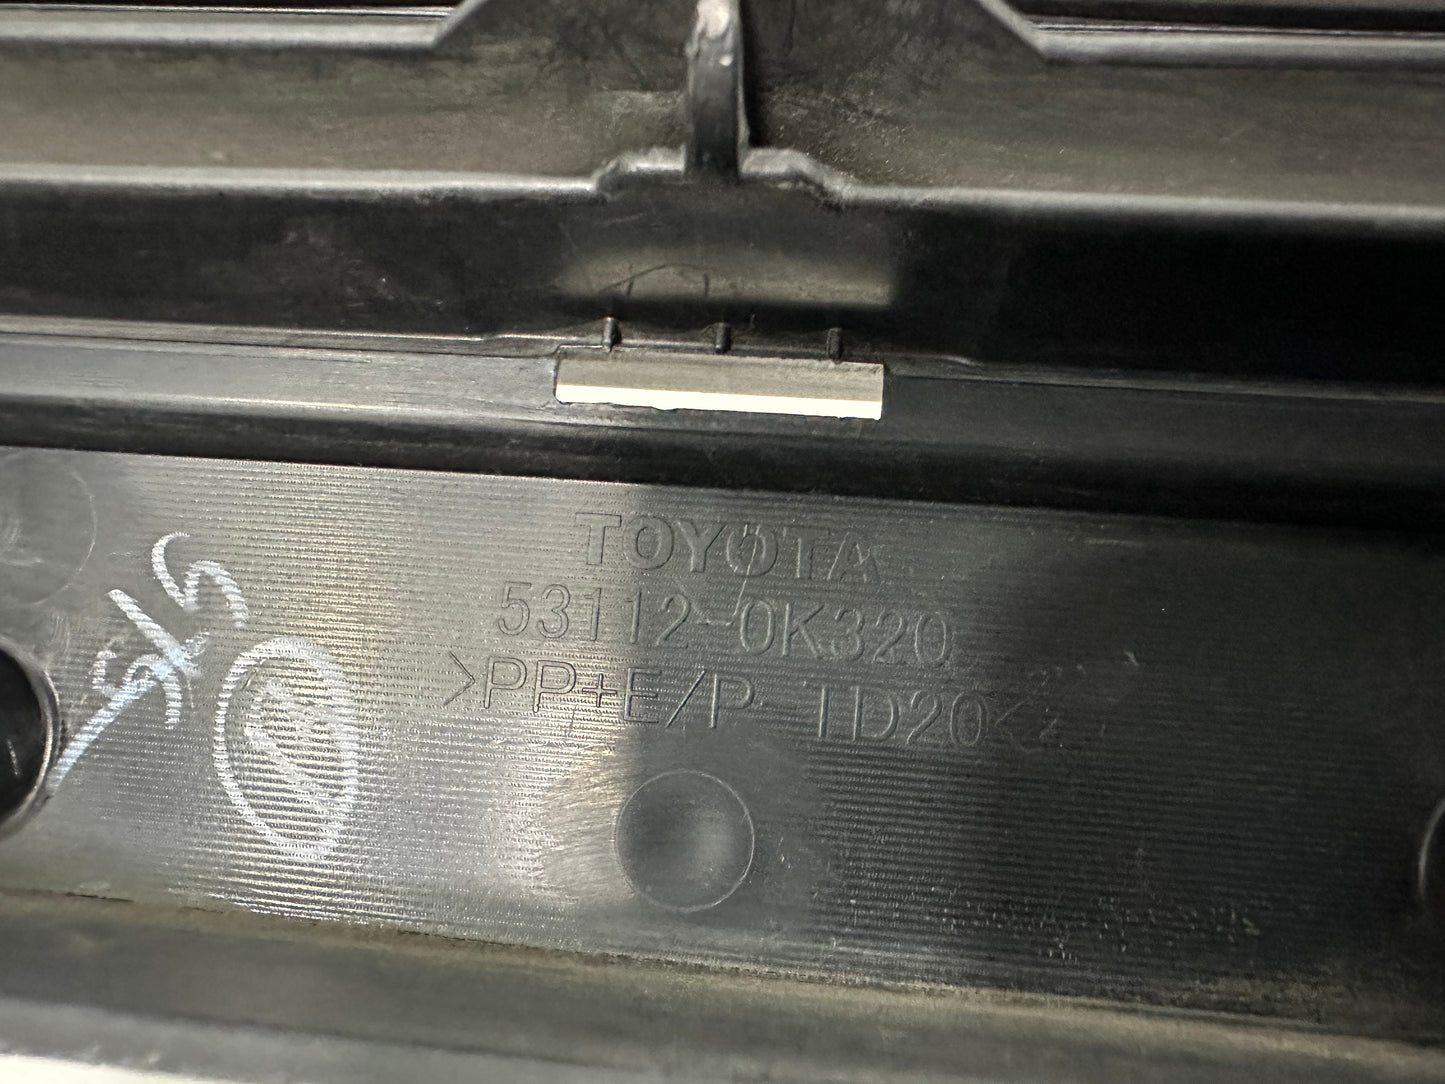 TOYOTA
53112-0K320
>PP+E/P-TD20<